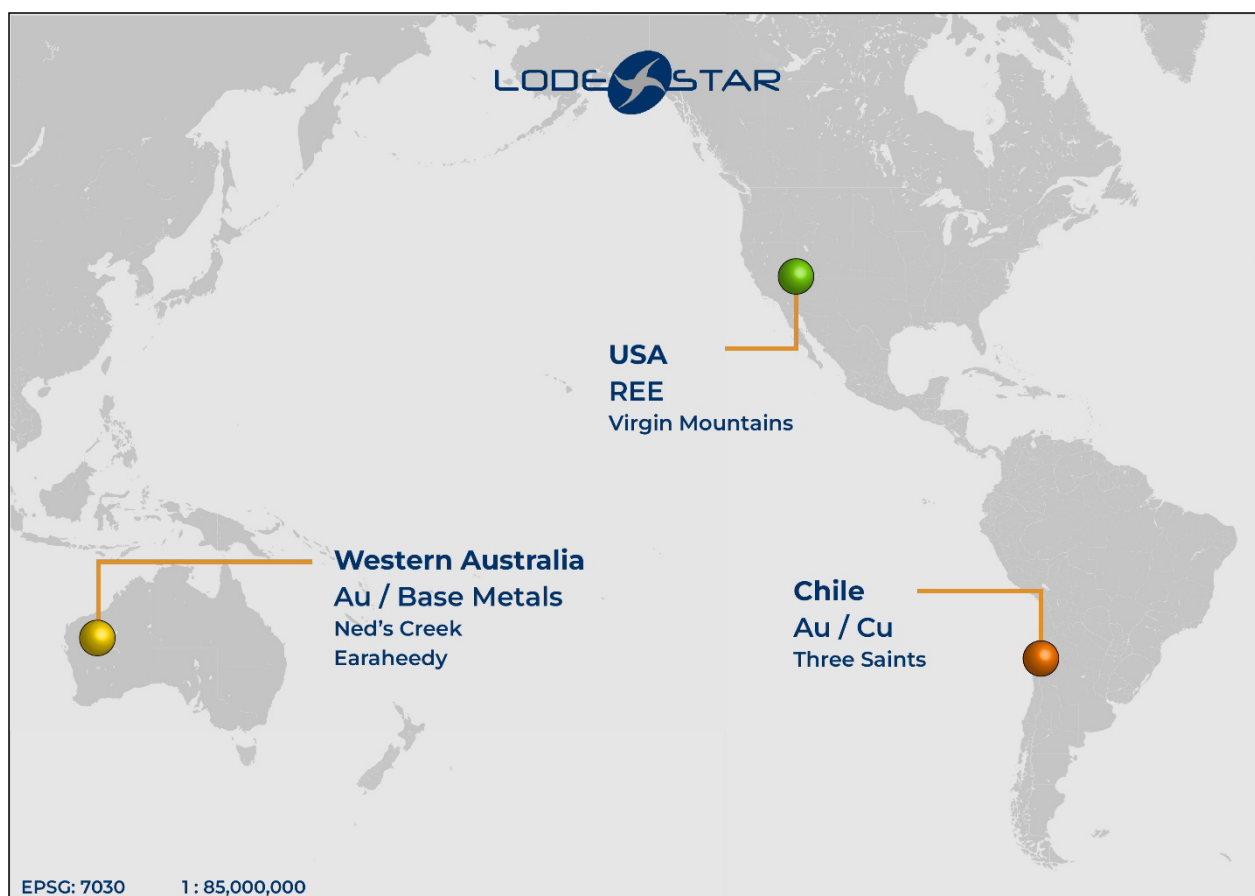 LODESTAR
USA
REE
Virgin Mountains
Western Australia
Au / Base Metals
Ned's Creek
Earaheedy
Chile
Au / Cu
Three Saints
EPSG: 7030 1 : 85,000,000